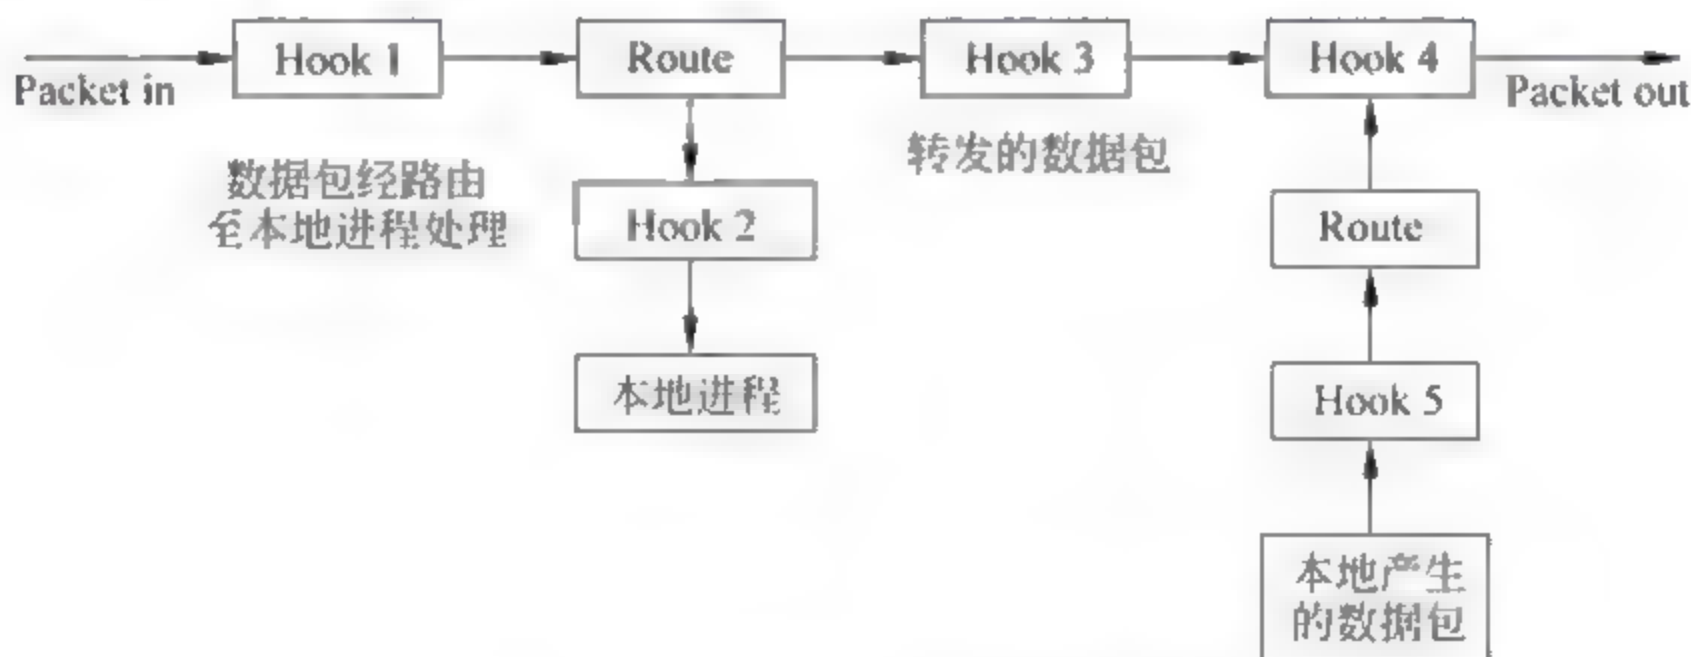 Hook 1
Route
Hook 3
Hook 4
Packet in
Packet out
数据包经路由
至本地进程处理
转发的数据包
Hook 2
Route
本地进程
Hook 5
本地产生
的数据包